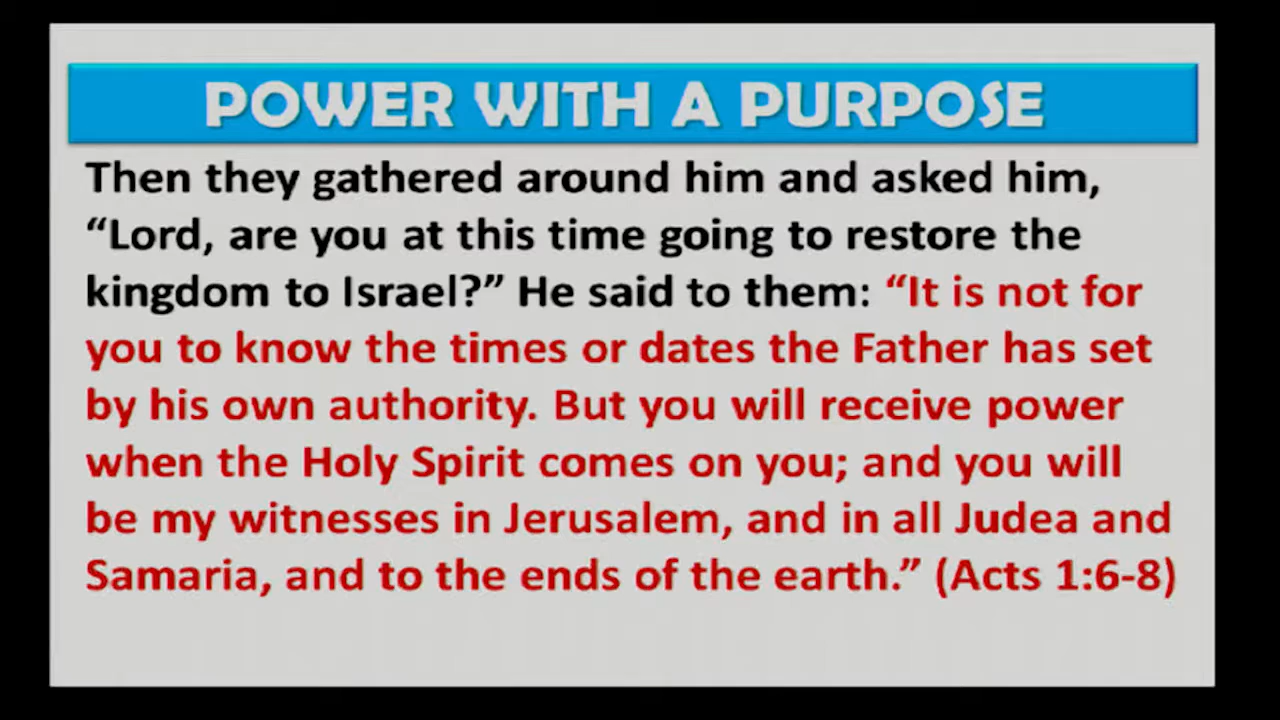 POWER WITH A PURPOSE
Then they gathered around him and asked him,
“Lord, are you at this time going to restore the
kingdom to Israel?” He said to them: “It is not for
you to know the times or dates the Father has set
by his own authority. But you will receive power
when the Holy Spirit comes on you; and you will
be my witnesses in Jerusalem, and in all Judea and
Samaria, and to the ends of the earth.” (Acts 1:6-8)